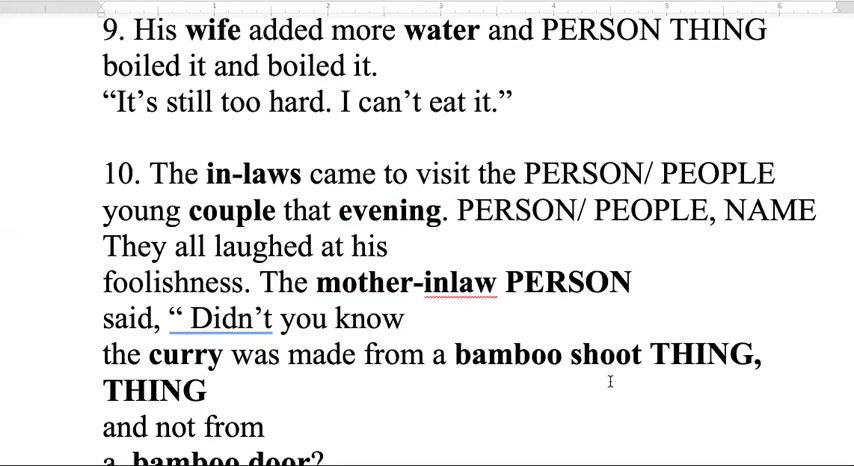 9. His wife added more water and PERSON THING
boiled it and boiled it.
“It’s still too hard. I can’t eat it.”
10. The in-laws came to visit the PERSON/ PEOPLE
young couple that evening. PERSON/ PEOPLE, NAME
They all laughed at his
foolishness. The mother-inlaw PERSON
said, “ Didn’t you know
the curry was made from a bamboo shoot THING,
THING
and not from
a bamboo door?